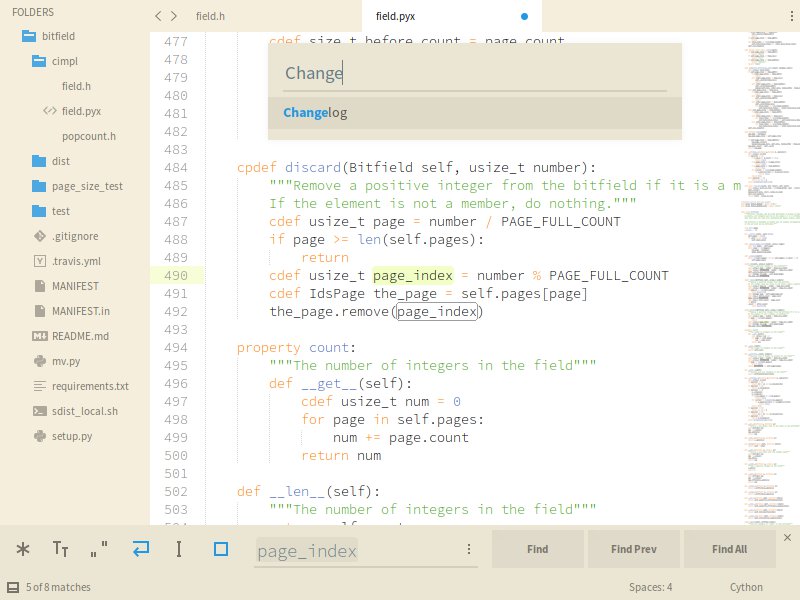 FOLDERS
bitfield
cimpl
field.h
field.pyx
popcount.h
dist
page_size_test
test
.gitignore
.travis.yml
MANIFEST
MANIFEST.in
README.md
mv.py
requirements.txt
sdist_local.sh
setup.py
field.h
field.pyx
477 cdef size_t before_count = page.count
478
479
480
481
482
483
Change
Changelog
484 cpdef discard(Bitfield self, usize_t number):
485 """Remove a positive integer from the bitfield if it is a m
486 If the element is not a member, do nothing."""
487 cdef usize_t page = number / PAGE_FULL_COUNT
488 if page >= len(self.pages):
489 return
490 cdef usize_t page_index = number % PAGE_FULL_COUNT
491 cdef IdsPage the_page = self.pages[page]
492 the_page.remove(page_index)
493
494 property count:
495 """The number of integers in the field"""
496 def __get__(self):
497 cdef usize_t num = 0
498 for page in self.pages:
499 num += page.count
500 return num
501
502 def __len__(self):
503 """The number of integers in the field"""
page_index
Find
Find Prev
Find All
5 of 8 matches
Spaces: 4
Cython